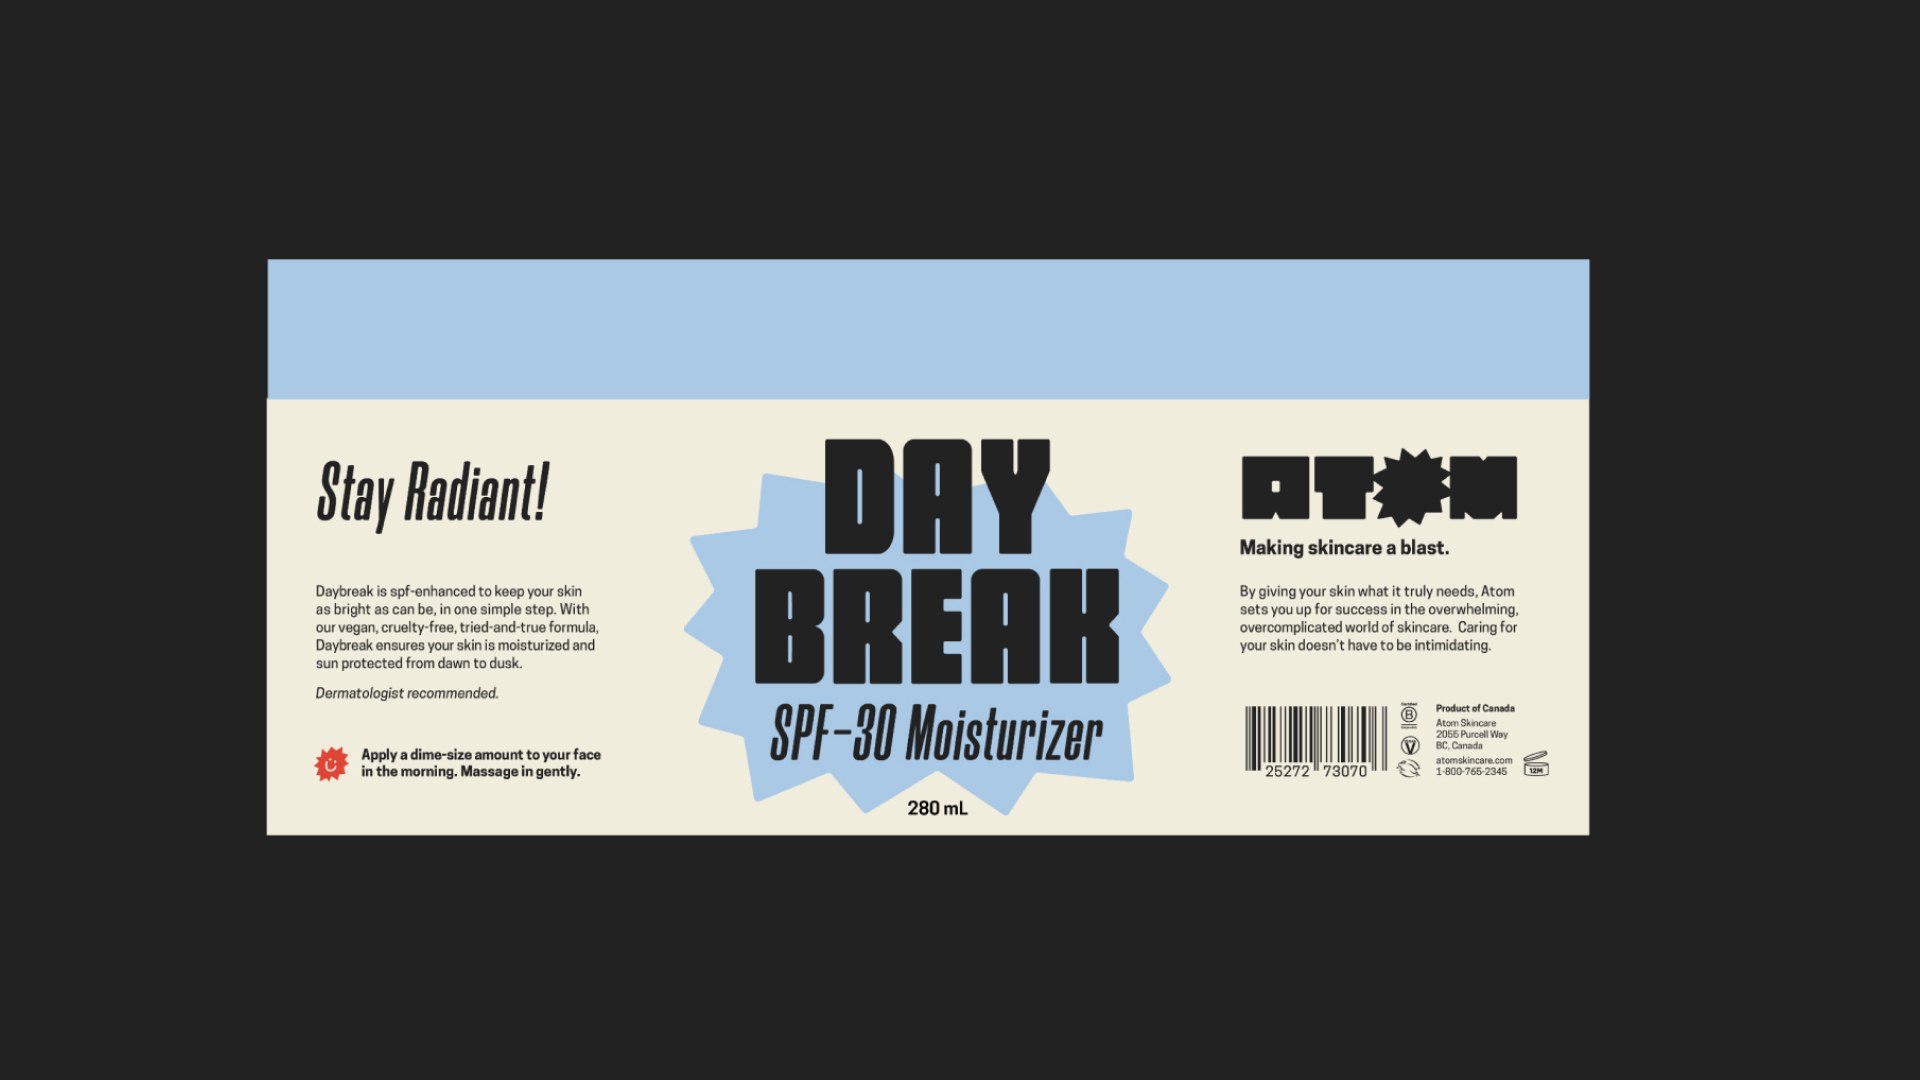 Stay Radiant!
Daybreak is spf-enhanced to keep your skin
as bright as can be, in one simple step. With
our vegan, cruelty-free, tried-and-true formula,
Daybreak ensures your skin is moisturized and
sun protected from dawn to dusk.
Dermatologist recommended.
Apply a dime-size amount to your face
in the morning. Massage in gently.
DAY
BREAK
SPF-30 Moisturizer
280 mL
ATOM
Making skincare a blast.
By giving your skin what it truly needs, Atom
sets you up for success in the overwhelming,
overcomplicated world of skincare.  Caring for
your skin doesn't have to be intimidating.
25272 73070
Certified
B
V
Product of Canada
Atom Skincare
2055 Purcell Way
BC, Canada
atomskincare.com
1-800-765-2345
12M